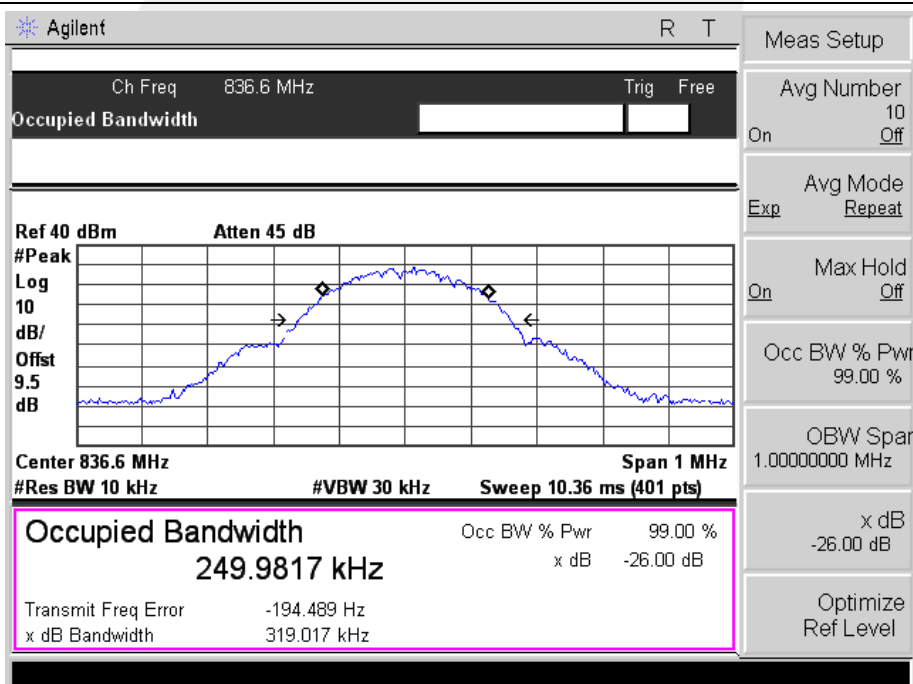 Agilent R T
Ch Freq 836.6 MHz Trig Free
Occupied Bandwidth
Ref 40 dBm Atten 45 dB
#Peak
Log
10
dB/
Offst
9.5
dB
Center 836.6 MHz Span 1 MHz
#Res BW 10 kHz #VBW 30 kHz Sweep 10.36 ms (401 pts)
Occupied Bandwidth
249.9817 kHz
Occ BW % Pwr 99.00 %
x dB -26.00 dB
Transmit Freq Error -194.489 Hz
x dB Bandwidth 319.017 kHz
Meas Setup
Avg Number
10
On Off
Avg Mode
Exp Repeat
Max Hold
On Off
Occ BW % Pwr
99.00 %
OBW Span
1.00000000 MHz
x dB
-26.00 dB
Optimize
Ref Level